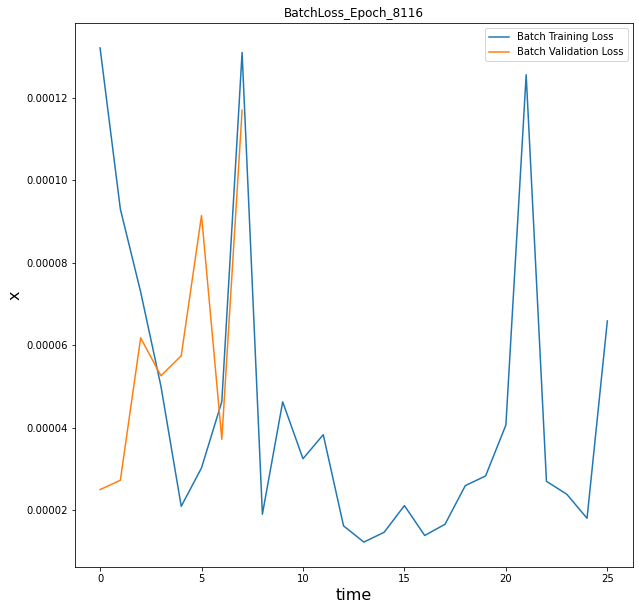 BatchLoss_Epoch_8116
Batch Training Loss
Batch Validation Loss
0.00012
0.00010
0.00008
0.00006
0.00004
0.00002
x
0 5 10 15 20 25
time